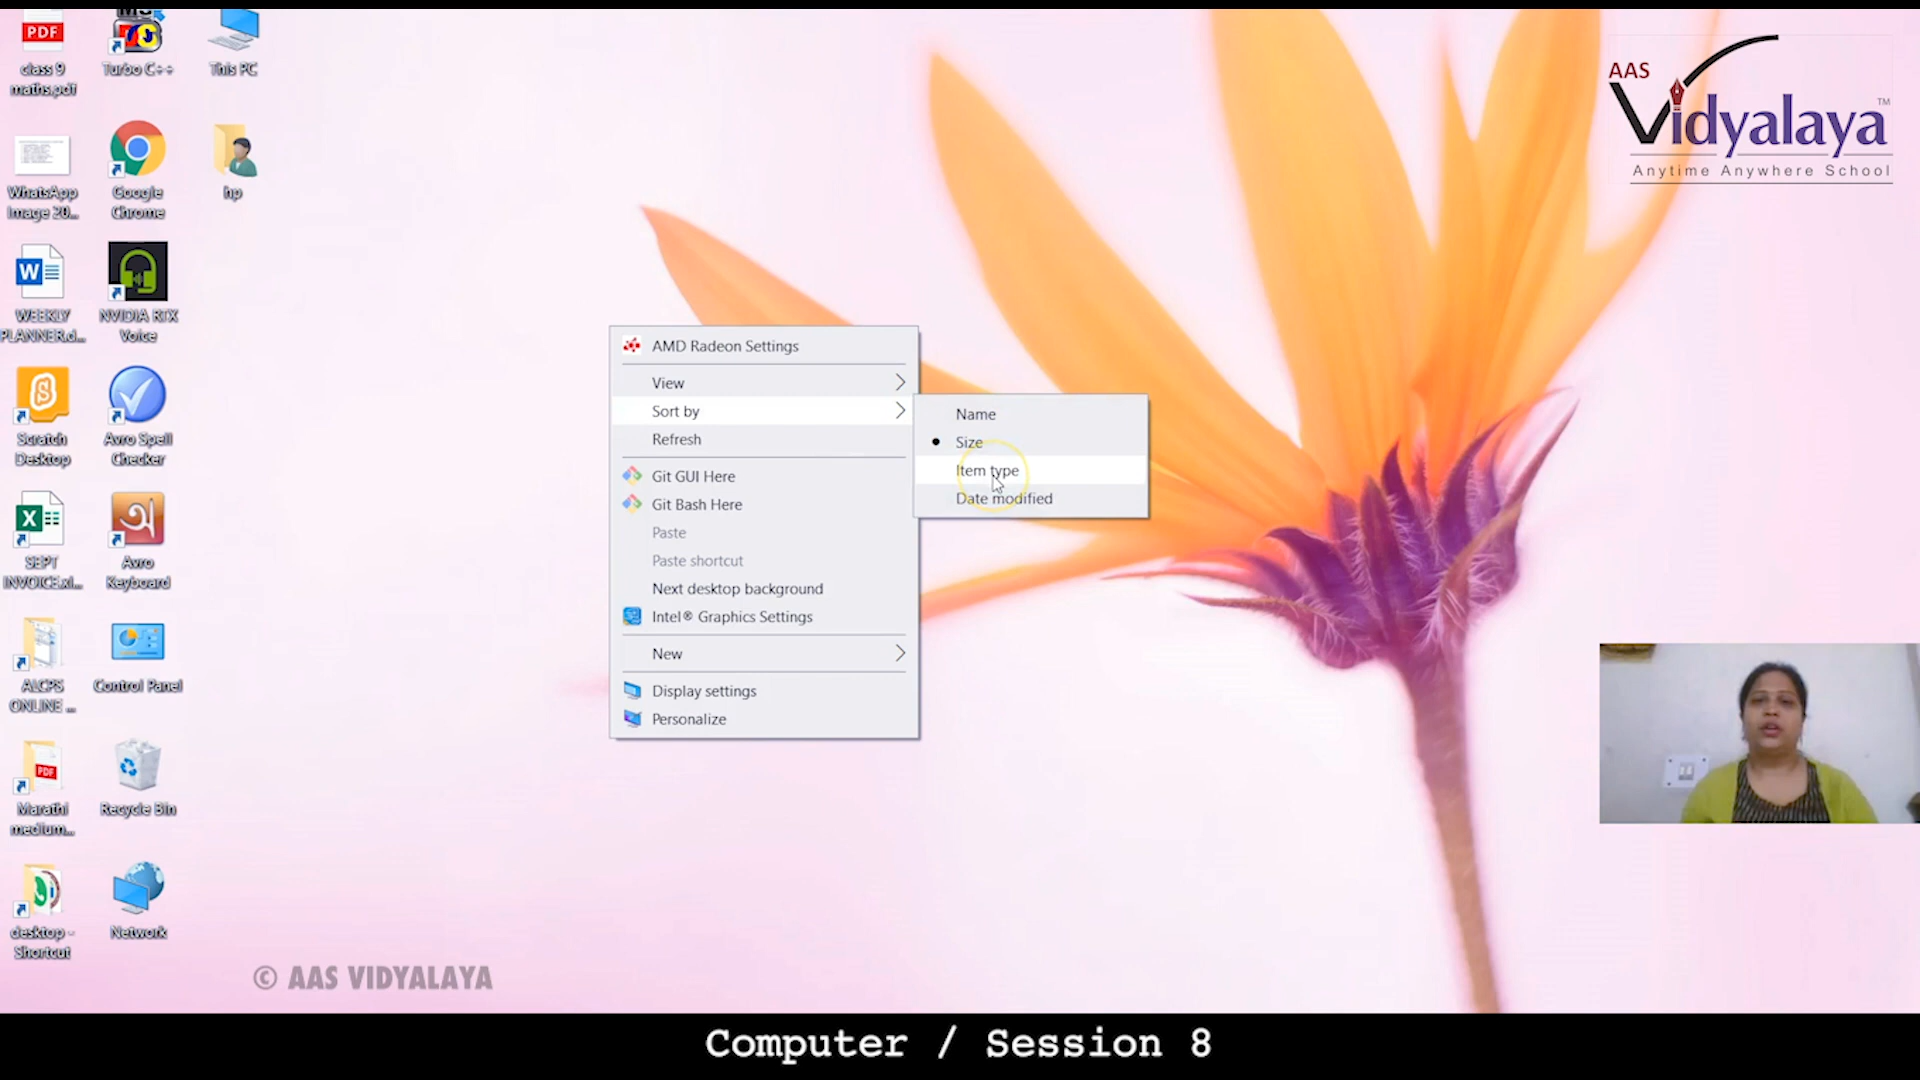 PDF
class 9
maths.pdf
Turbo C++
This PC
WhatsApp
Image 20...
Google
Chrome
hp
W
WEEKLY
PLANNER.d...
NVIDIA RTX
Voice
Scratch
Desktop
Avro Spell
Checker
X
SEPT
INVOICE.xl...
অ
Avro
Keyboard
ALCPS
ONLINE ...
Control Panel
PDF
Marathi
medium...
Recycle Bin
desktop -
Shortcut
Network
AMD Radeon Settings
View
Sort by
Refresh
Git GUI Here
Git Bash Here
Paste
Paste shortcut
Next desktop background
Intel® Graphics Settings
New
Display settings
Personalize
Name
Size
Item type
Date modified
AAS
Vidyalaya™
Anytime Anywhere School
© AAS VIDYALAYA
Computer / Session 8